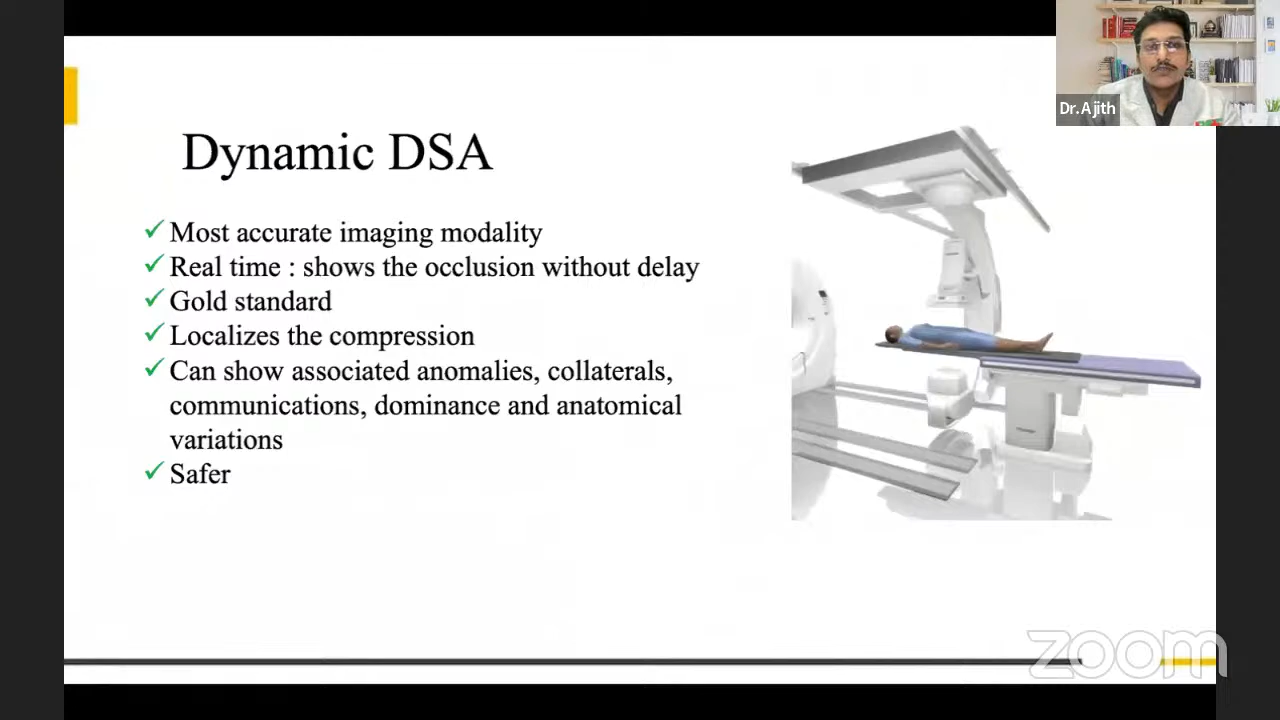 Dr.Ajith
Dynamic DSA
✓ Most accurate imaging modality
✓ Real time : shows the occlusion without delay
✓ Gold standard
✓ Localizes the compression
✓ Can show associated anomalies, collaterals,
communications, dominance and anatomical
variations
✓ Safer
zoom